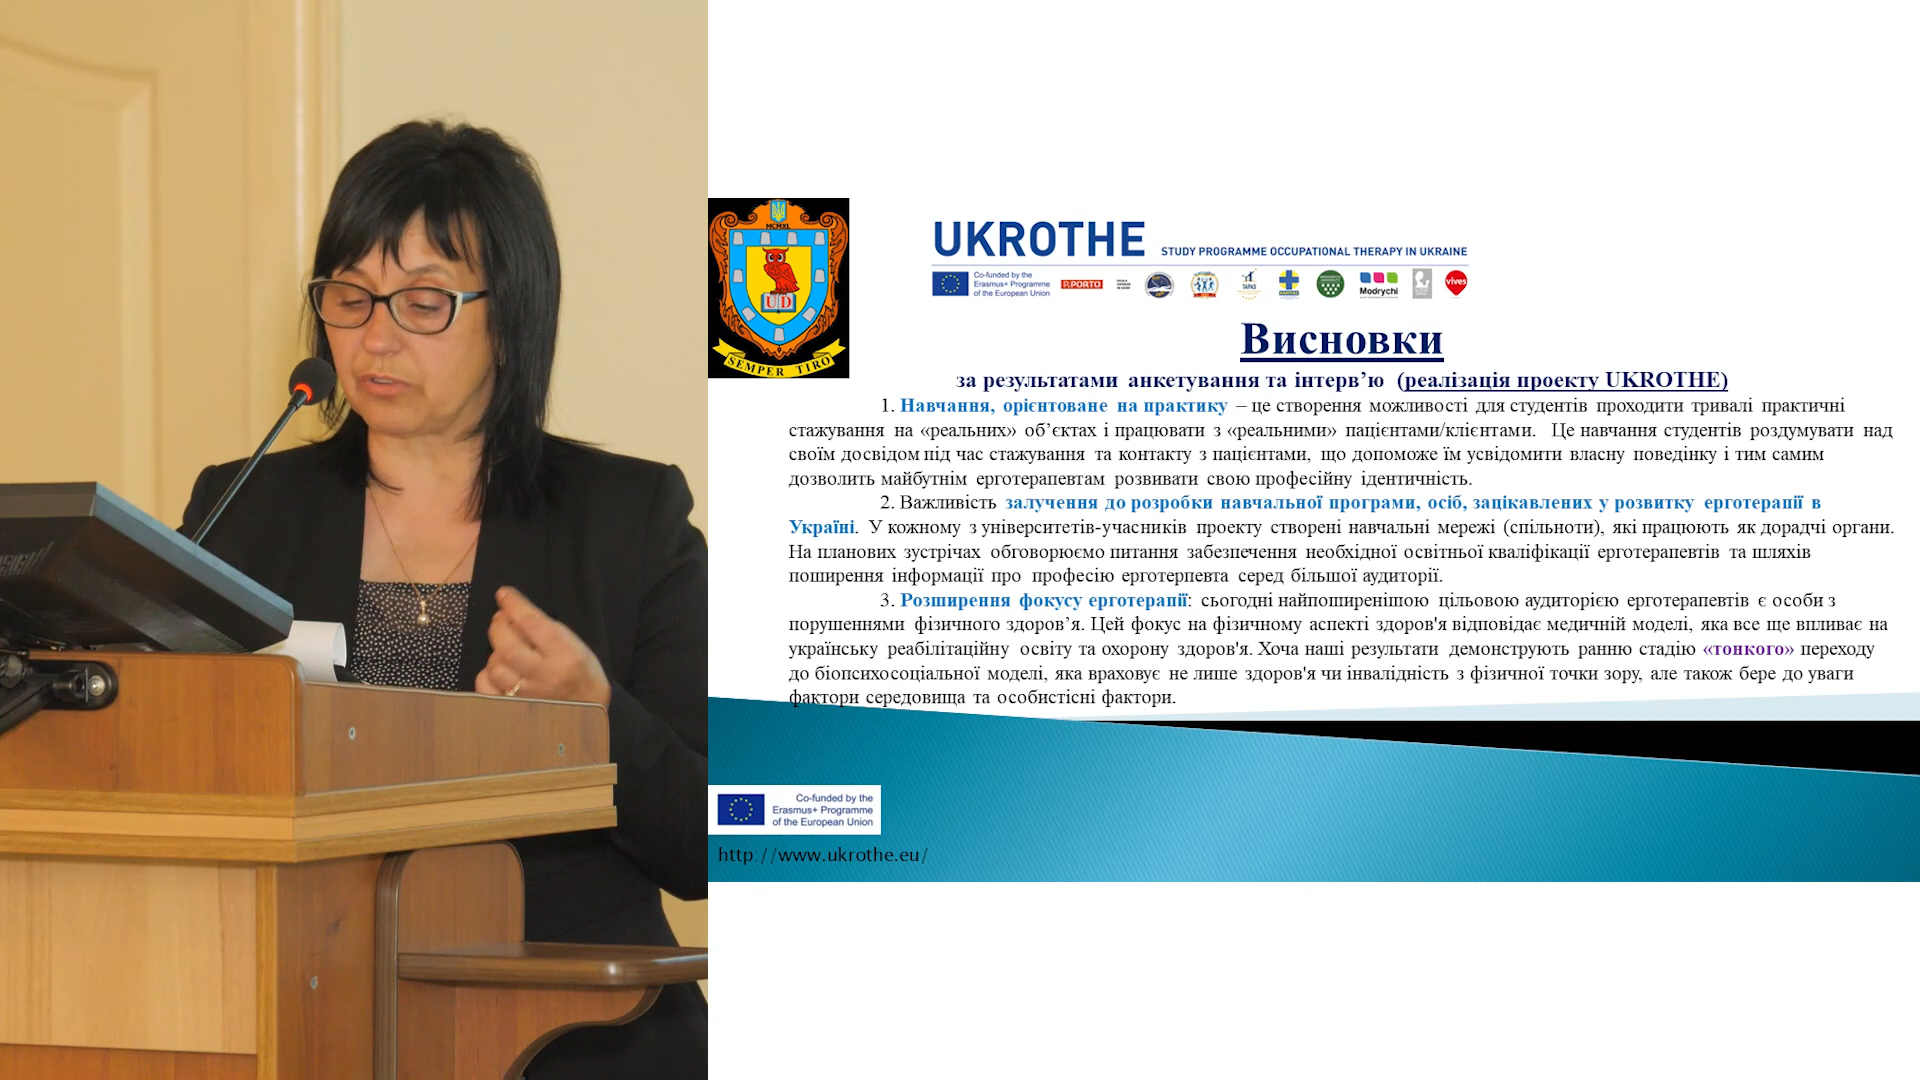 MCMXL
UD
SEMPER TIRO
UKROTHE STUDY PROGRAMME OCCUPATIONAL THERAPY IN UKRAINE
Co-funded by the
Erasmus+ Programme
of the European Union
P.PORTO
TAPAS
Modrychi
vives
Висновки
за результатами анкетування та інтерв’ю (реалізація проекту UKROTHE)
1. Навчання, орієнтоване на практику – це створення можливості для студентів проходити тривалі практичні
стажування на «реальних» об’єктах і працювати з «реальними» пацієнтами/клієнтами. Це навчання студентів роздумувати над
своїм досвідом під час стажування та контакту з пацієнтами, що допоможе їм усвідомити власну поведінку і тим самим
дозволить майбутнім ерготерапевтам розвивати свою професійну ідентичність.
2. Важливість залучення до розробки навчальної програми, осіб, зацікавлених у розвитку ерготерапії в
Україні. У кожному з університетів-учасників проекту створені навчальні мережі (спільноти), які працюють як дорадчі органи.
На планових зустрічах обговорюємо питання забезпечення необхідної освітньої кваліфікації ерготерапевтів та шляхів
поширення інформації про професію ерготерпевта серед більшої аудиторії.
3. Розширення фокусу ерготерапії: сьогодні найпоширенішою цільовою аудиторією ерготерапевтів є особи з
порушеннями фізичного здоров’я. Цей фокус на фізичному аспекті здоров'я відповідає медичній моделі, яка все ще впливає на
українську реабілітаційну освіту та охорону здоров'я. Хоча наші результати демонструють ранню стадію «тонкого» переходу
до біопсихосоціальної моделі, яка враховує не лише здоров'я чи інвалідність з фізичної точки зору, але також бере до уваги
фактори середовища та особистісні фактори.
Co-funded by the
Erasmus+ Programme
of the European Union
http://www.ukrothe.eu/